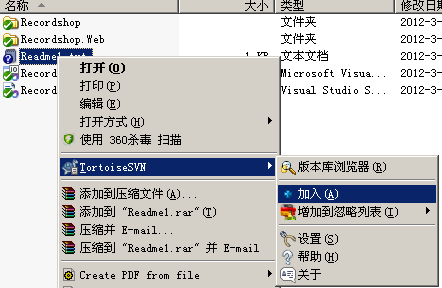 名称 大小 类型 修改日期
Recordshop 文件夹 2012-3-
Recordshop.Web 文件夹 2012-3-
Readme1.txt 1 KB 文本文档 2012-3-
Record Microsoft Visua... 2012-3-
Record Visual Studio S... 2012-3-
打开(O)
打印(P)
编辑(E)
打开方式(H)
使用 360杀毒 扫描
TortoiseSVN
版本库浏览器(R)
添加到压缩文件(A)...
加入(A)
添加到 "Readme1.rar"(T)
增加到忽略列表(I)
压缩并 E-mail...
设置(S)
压缩到 "Readme1.rar" 并 E-mail
帮助(H)
Create PDF from file
关于